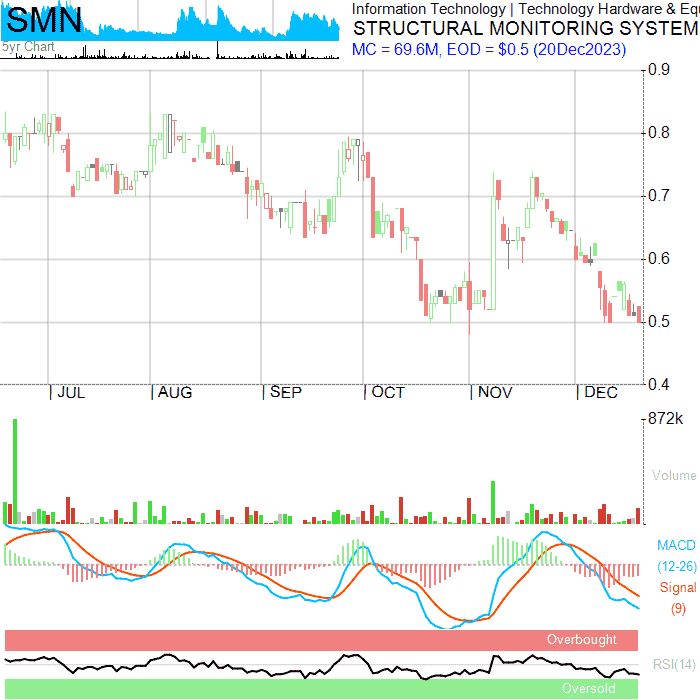 SMN
5yr Chart
Information Technology | Technology Hardware & Equ
STRUCTURAL MONITORING SYSTEM
MC = 69.6M, EOD = $0.5 (20Dec2023)
0.9
0.8
0.7
0.6
0.5
0.4
JUL AUG SEP OCT NOV DEC
872k
Volume
MACD
(12-26)
Signal
(9)
Overbought
RSI(14)
Oversold